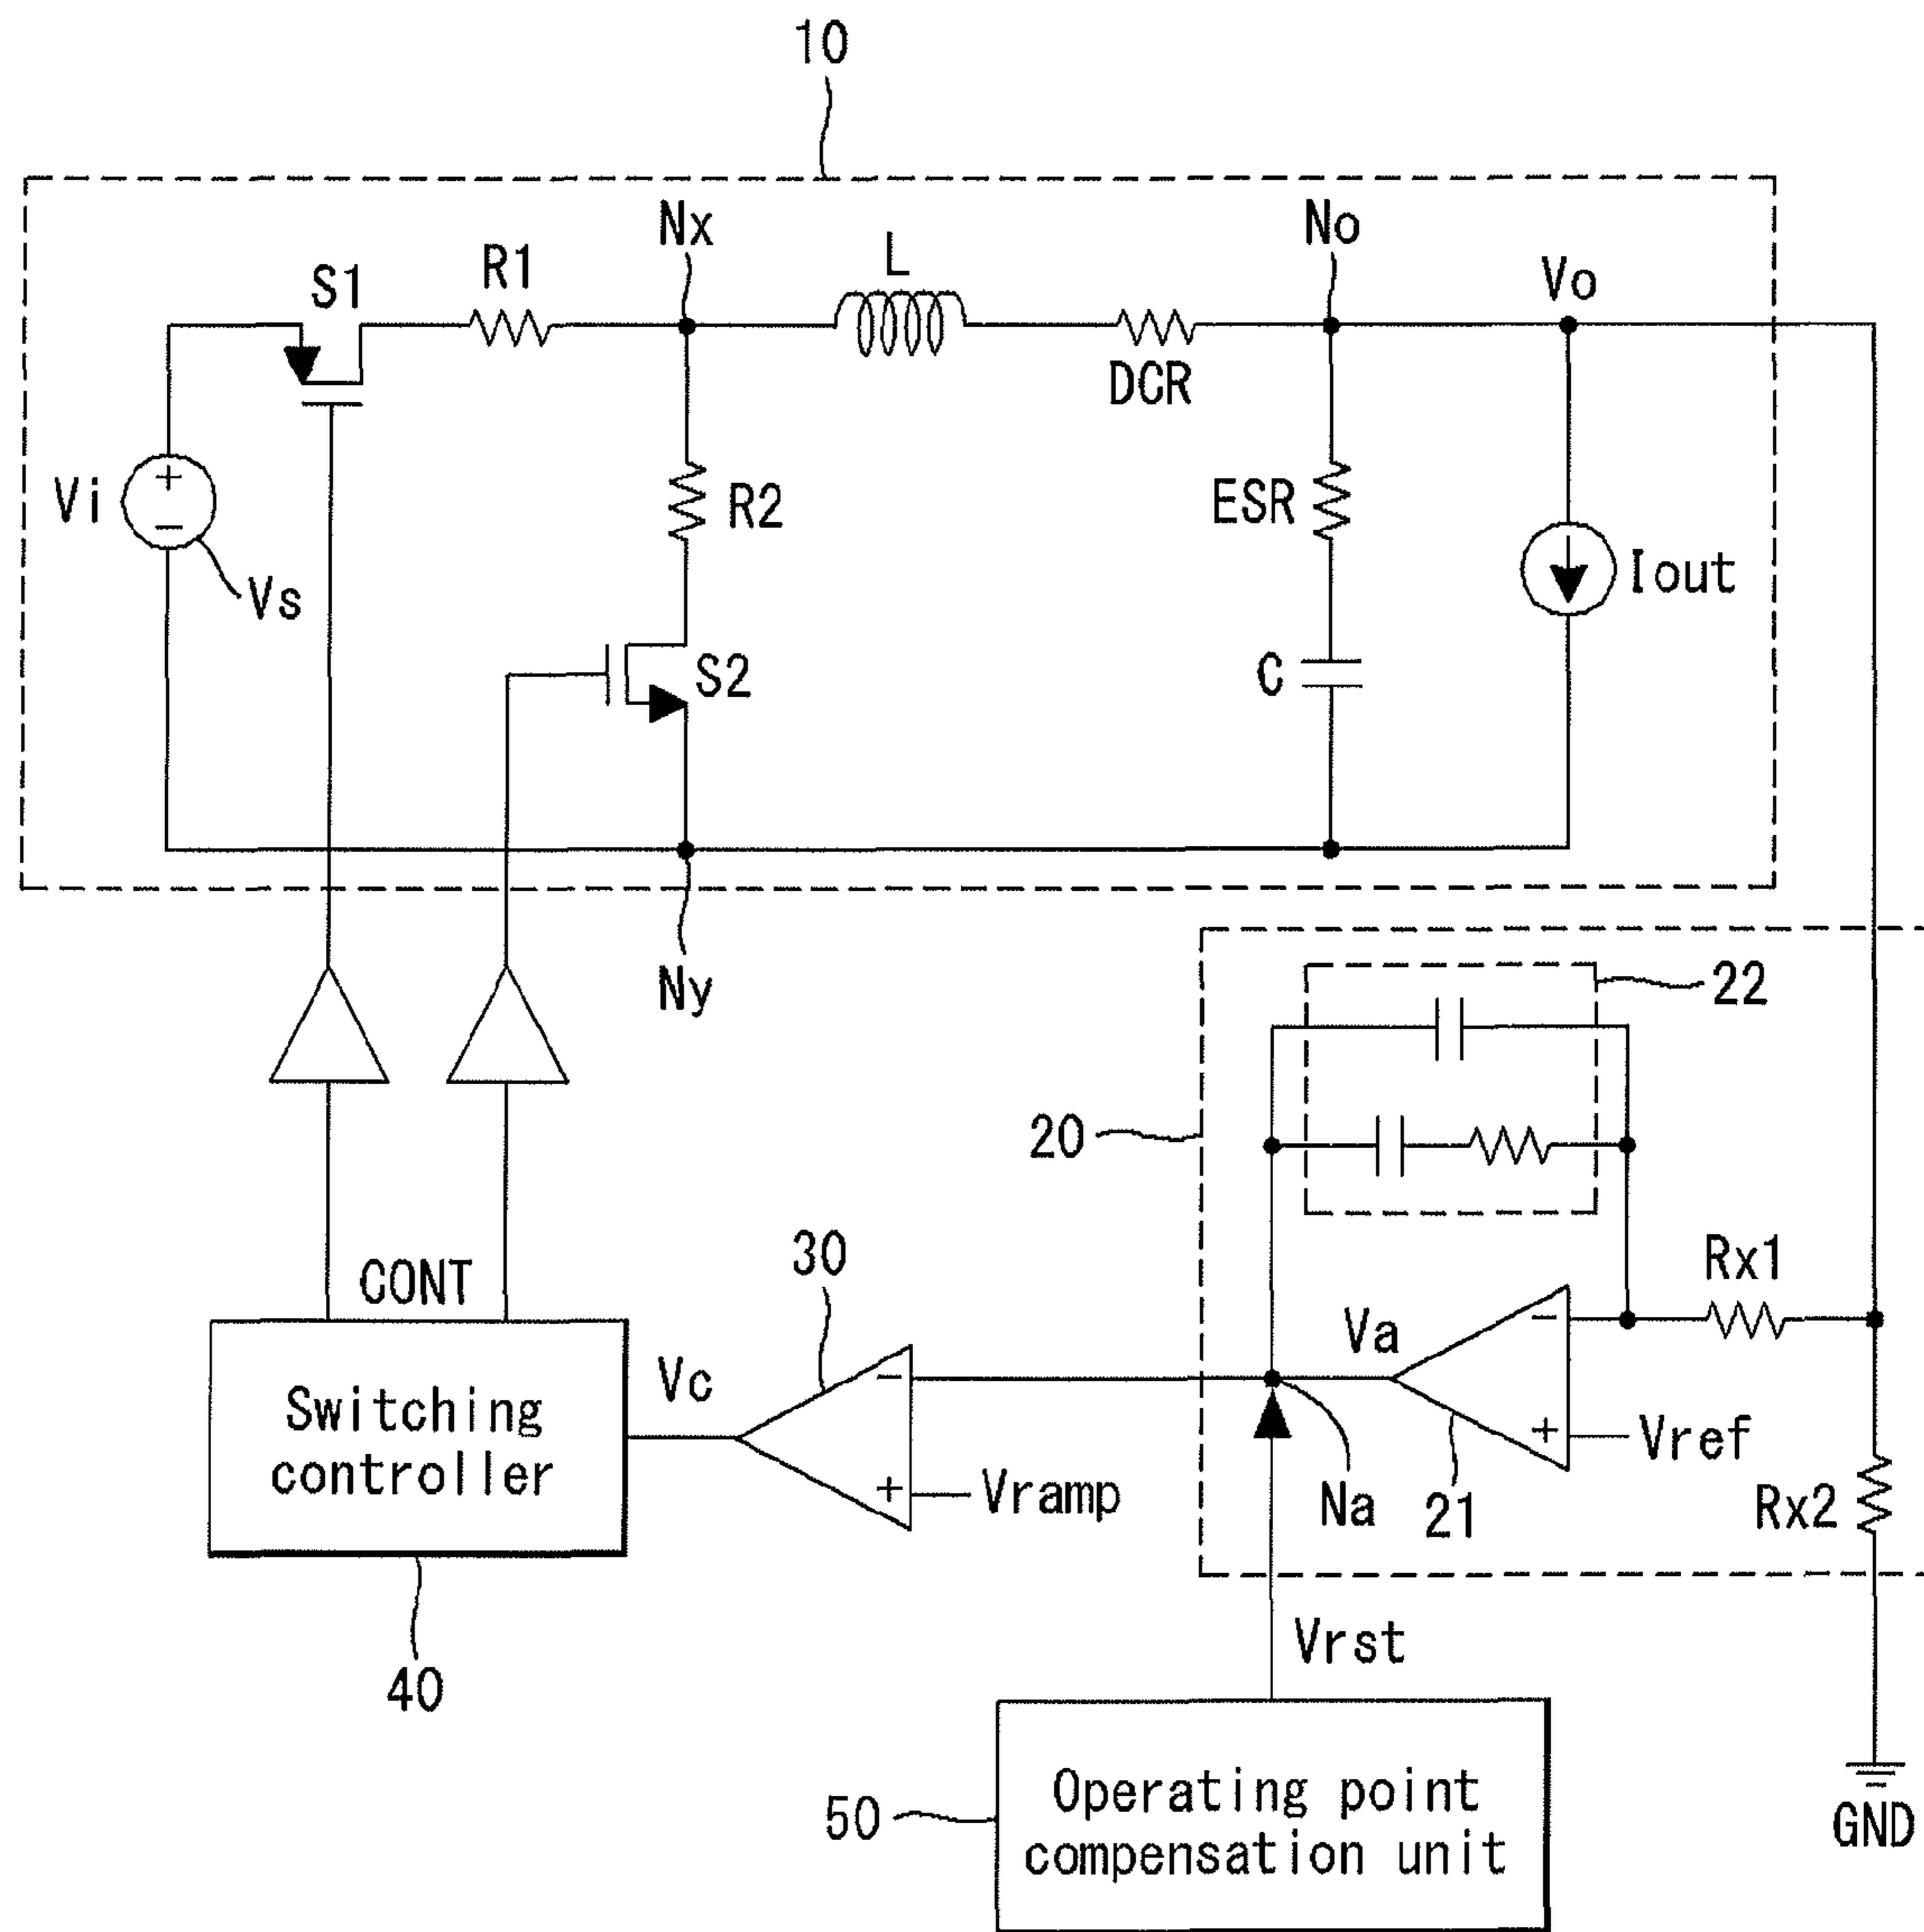 10
Nx
No
S1
R1
L
Vo
DCR
Vi
+
−
Vs
R2
ESR
Iout
S2
C
Ny
22
20
CONT
30
Rx1
Va
−
Vc
−
Switching
controller
+
Vref
+
Vramp
Na
21
Rx2
40
Vrst
50
Operating point
compensation unit
GND